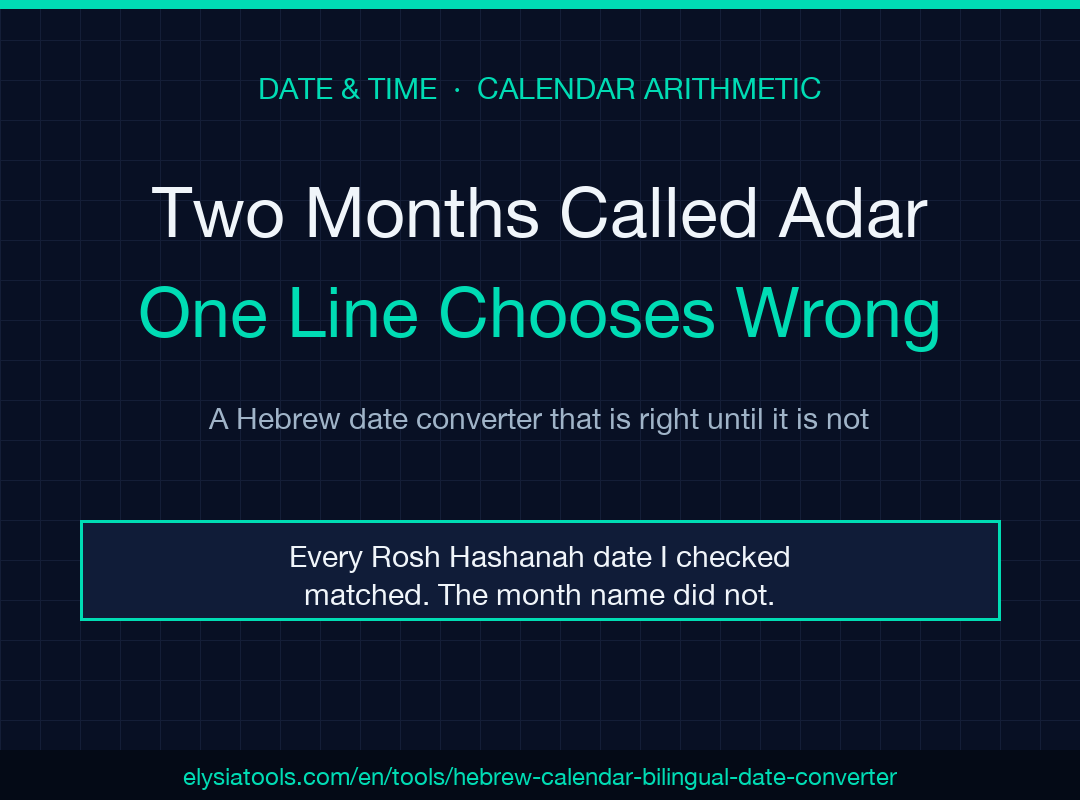 DATE & TIME · CALENDAR ARITHMETIC
Two Months Called Adar
One Line Chooses Wrong
A Hebrew date converter that is right until it is not
Every Rosh Hashanah date I checked
matched. The month name did not.
elysiatools.com/en/tools/hebrew-calendar-bilingual-date-converter